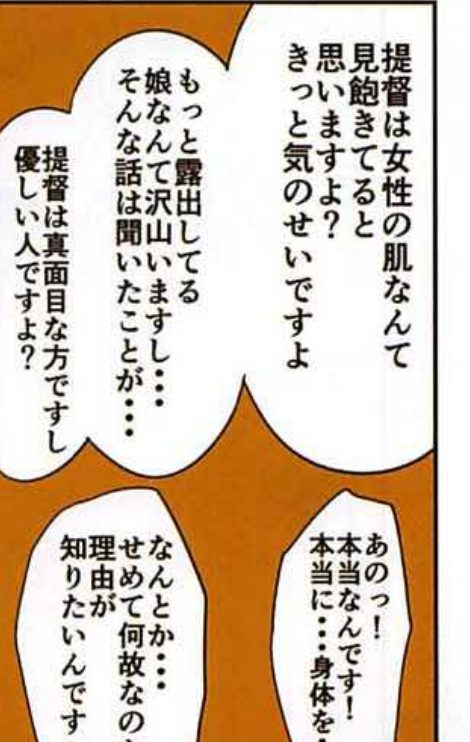 提督は女性の肌なんて
見飽きてると
思いますよ?
きっと気のせいですよ
もっと露出してる
娘なんて沢山いますし・・・
そんな話は聞いたことが・・・
提督は真面目な方ですし
優しい人ですよ?
あのっ!
本当なんです!
本当に・・・身体を
なんとか・・・
せめて何故なの
理由が
知りたいんです